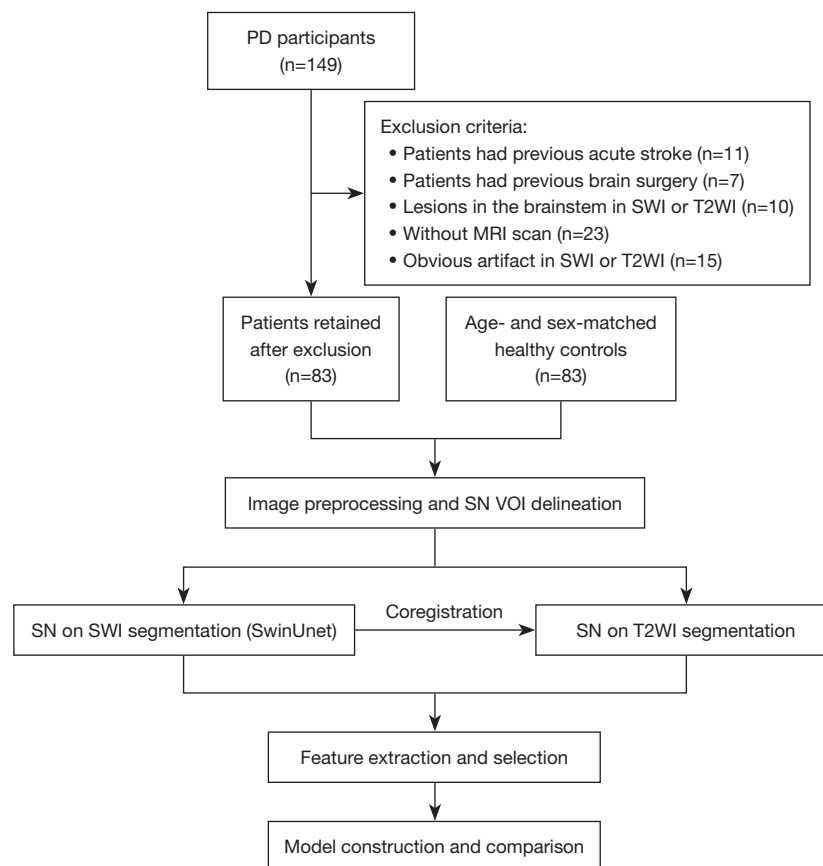 PD participants
(n=149)
Exclusion criteria:
• Patients had previous acute stroke (n=11)
• Patients had previous brain surgery (n=7)
• Lesions in the brainstem in SWI or T2WI (n=10)
• Without MRI scan (n=23)
• Obvious artifact in SWI or T2WI (n=15)
Patients retained
after exclusion
(n=83)
Age- and sex-matched
healthy controls
(n=83)
Image preprocessing and SN VOI delineation
SN on SWI segmentation (SwinUnet)
Coregistration
SN on T2WI segmentation
Feature extraction and selection
Model construction and comparison